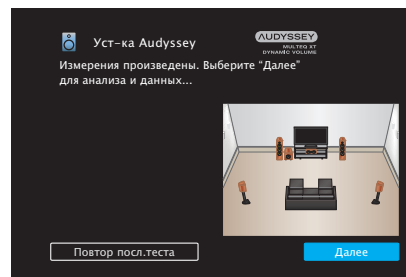 Уст-ка Audyssey
AUDYSSEY
MULTEQ XT
DYNAMIC VOLUME
Измерения произведены. Выберите “Далее”
для анализа и данных...
Повтор посл.теста
Далее